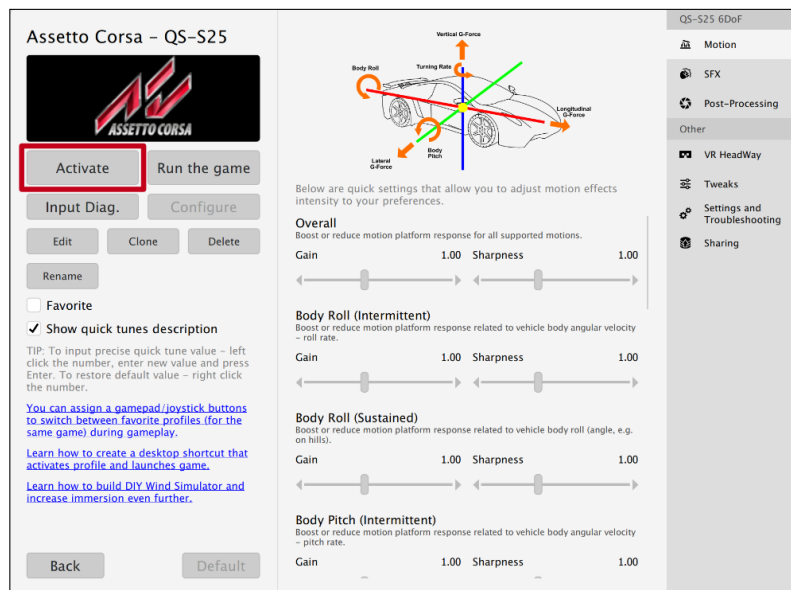 Assetto Corsa – QS-S25
ASSETTO CORSA
Activate
Run the game
Input Diag.
Configure
Edit
Clone
Delete
Rename
Favorite
Show quick tunes description
TIP: To input precise quick tune value – left
click the number, enter new value and press
Enter. To restore default value – right click
the number.
You can assign a gamepad/joystick buttons
to switch between favorite profiles (for the
same game) during gameplay.
Learn how to create a desktop shortcut that
activates profile and launches game.
Learn how to build DIY Wind Simulator and
increase immersion even further.
Back
Default
Vertical G-Force
Body Roll
Turning Rate
Longitudinal
G-Force
Lateral
G-Force
Body
Pitch
Below are quick settings that allow you to adjust motion effects
intensity to your preferences.
Overall
Boost or reduce motion platform response for all supported motions.
Gain 1.00 Sharpness 1.00
Body Roll (Intermittent)
Boost or reduce motion platform response related to vehicle body angular velocity
– roll rate.
Gain 1.00 Sharpness 1.00
Body Roll (Sustained)
Boost or reduce motion platform response related to vehicle body roll (angle, e.g.
on hills).
Gain 1.00 Sharpness 1.00
Body Pitch (Intermittent)
Boost or reduce motion platform response related to vehicle body angular velocity
– pitch rate.
Gain 1.00 Sharpness 1.00
QS-S25 6DoF
Motion
SFX
Post-Processing
Other
VR HeadWay
Tweaks
Settings and
Troubleshooting
Sharing